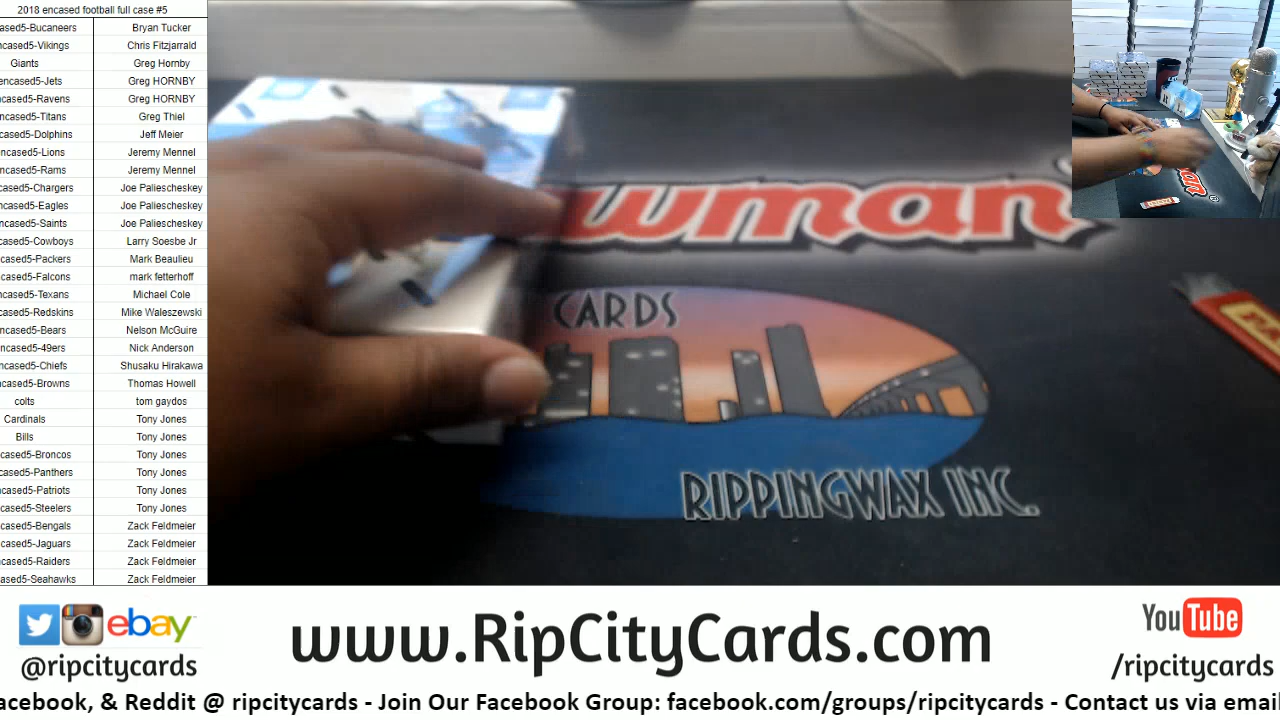 2018 encased football full case #5
ased5-Bucaneers Bryan Tucker
ncased5-Vikings Chris Fitzjarrald
Giants Greg Hornby
encased5-Jets Greg HORNBY
ncased5-Ravens Greg HORNBY
ncased5-Titans Greg Thiel
ncased5-Dolphins Jeff Meier
encased5-Lions Jeremy Mennel
encased5-Rams Jeremy Mennel
ncased5-Chargers Joe Paliescheskey
ncased5-Eagles Joe Paliescheskey
ncased5-Saints Joe Paliescheskey
cased5-Cowboys Larry Soesbe Jr
ncased5-Packers Mark Beaulieu
ncased5-Falcons mark fetterhoff
ncased5-Texans Michael Cole
cased5-Redskins Mike Waleszewski
ncased5-Bears Nelson McGuire
ncased5-49ers Nick Anderson
ncased5-Chiefs Shusaku Hirakawa
ncased5-Browns Thomas Howell
colts tom gaydos
Cardinals Tony Jones
Bills Tony Jones
cased5-Broncos Tony Jones
cased5-Panthers Tony Jones
cased5-Patriots Tony Jones
cased5-Steelers Tony Jones
cased5-Bengals Zack Feldmeier
cased5-Jaguars Zack Feldmeier
ncased5-Raiders Zack Feldmeier
ased5-Seahawks Zack Feldmeier
wman
CARDS
RIPPINGWAX INC.
ebay
@ripcitycards
www.RipCityCards.com
YouTube
/ripcitycards
acebook, & Reddit @ ripcitycards - Join Our Facebook Group: facebook.com/groups/ripcitycards - Contact us via email